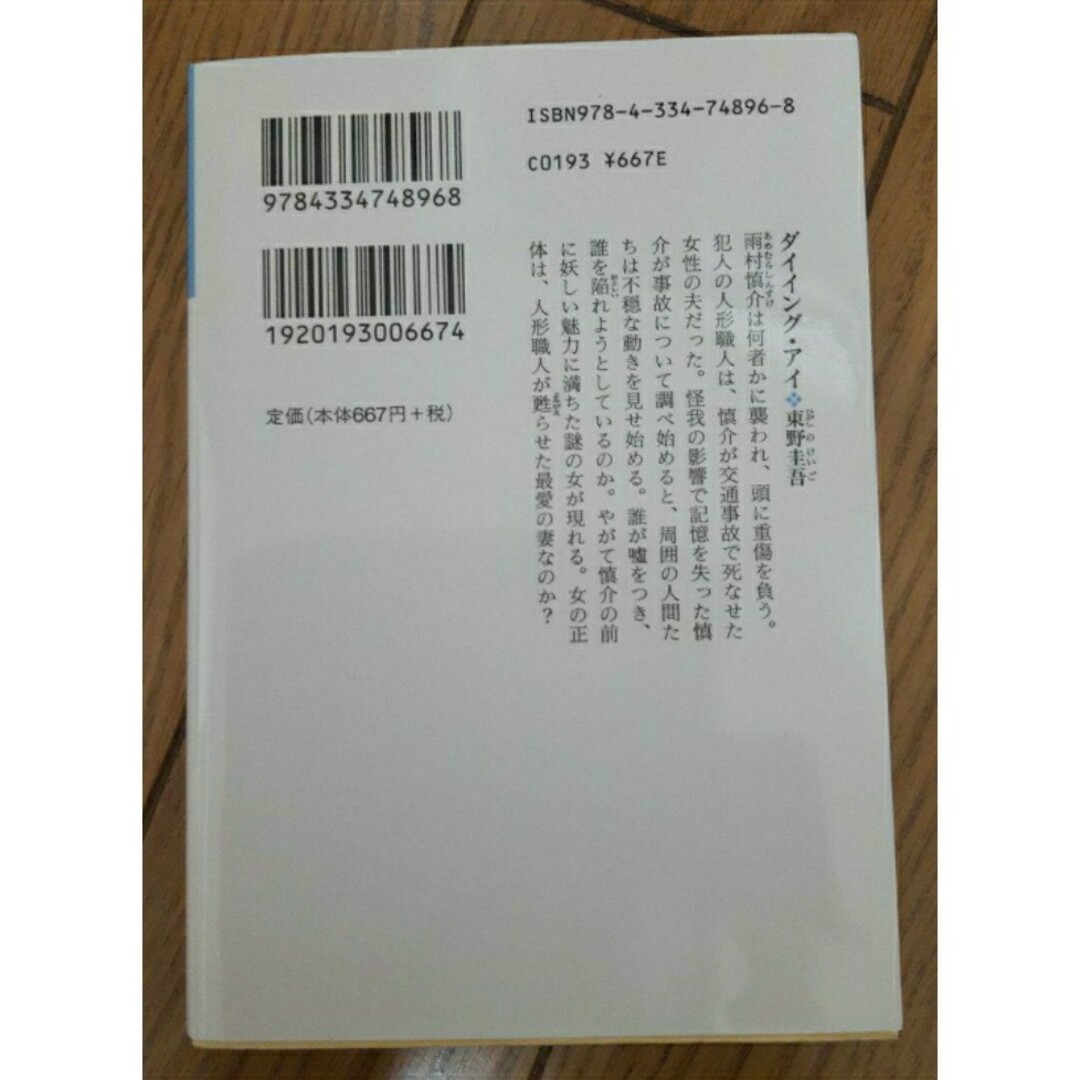 ISBN978-4-334-74896-8
C0193 ¥667E
9784334748968
1920193006674
定価(本体667円+税)
ダイイング・アイ 東野圭吾
雨村慎介は何者かに襲われ、頭に重傷を負う。
犯人の人形職人は、慎介が交通事故で死なせた
女性の夫だった。怪我の影響で記憶を失った慎
介が事故について調べ始めると、周囲の人間た
ちは不穏な動きを見せ始める。誰が嘘をつき、
誰を陥れようとしているのか。やがて慎介の前
に妖しい魅力に満ちた謎の女が現れる。女の正
体は、人形職人が甦らせた最愛の妻なのか?